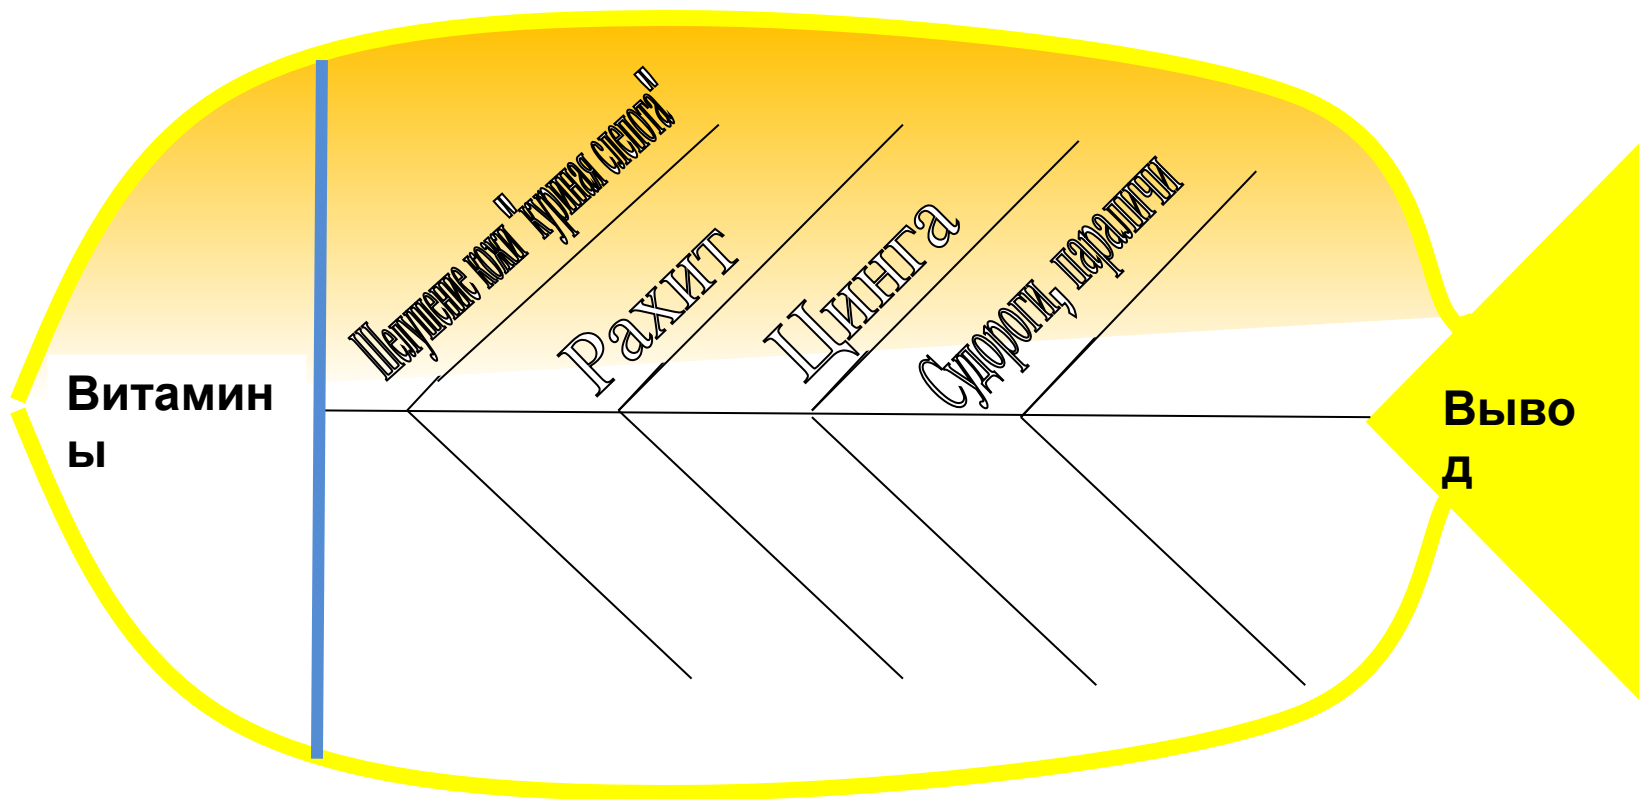 Витамин
ы
Шелушение кожи" куриная слепота"
Рахит
Цинга
Судороги, параличи
Выво
д